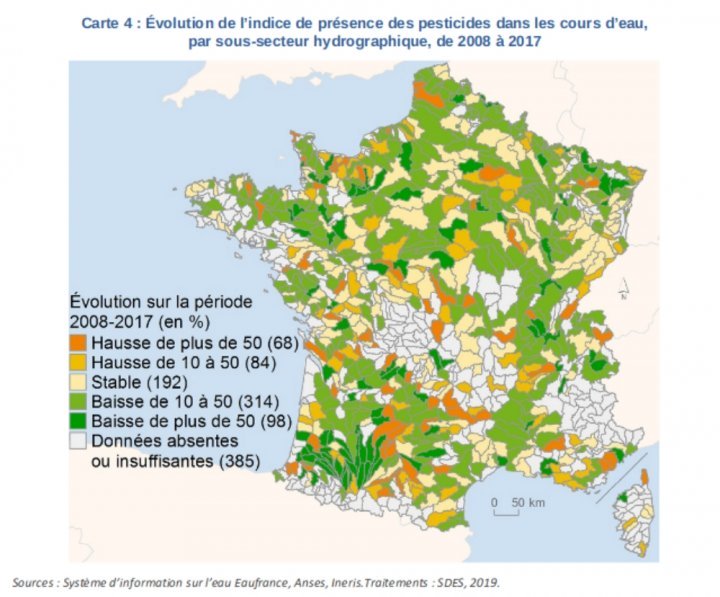 Carte 4 : Évolution de l'indice de présence des pesticides dans les cours d'eau,
par sous-secteur hydrographique, de 2008 à 2017
N
Évolution sur la période
2008-2017 (en %)
Hausse de plus de 50 (68)
Hausse de 10 à 50 (84)
Stable (192)
Baisse de 10 à 50 (314)
Baisse de plus de 50 (98)
Données absentes
ou insuffisantes (385)
0 50 km
Sources : Système d'information sur l'eau Eaufrance, Anses, Ineris.Traitements : SDES, 2019.